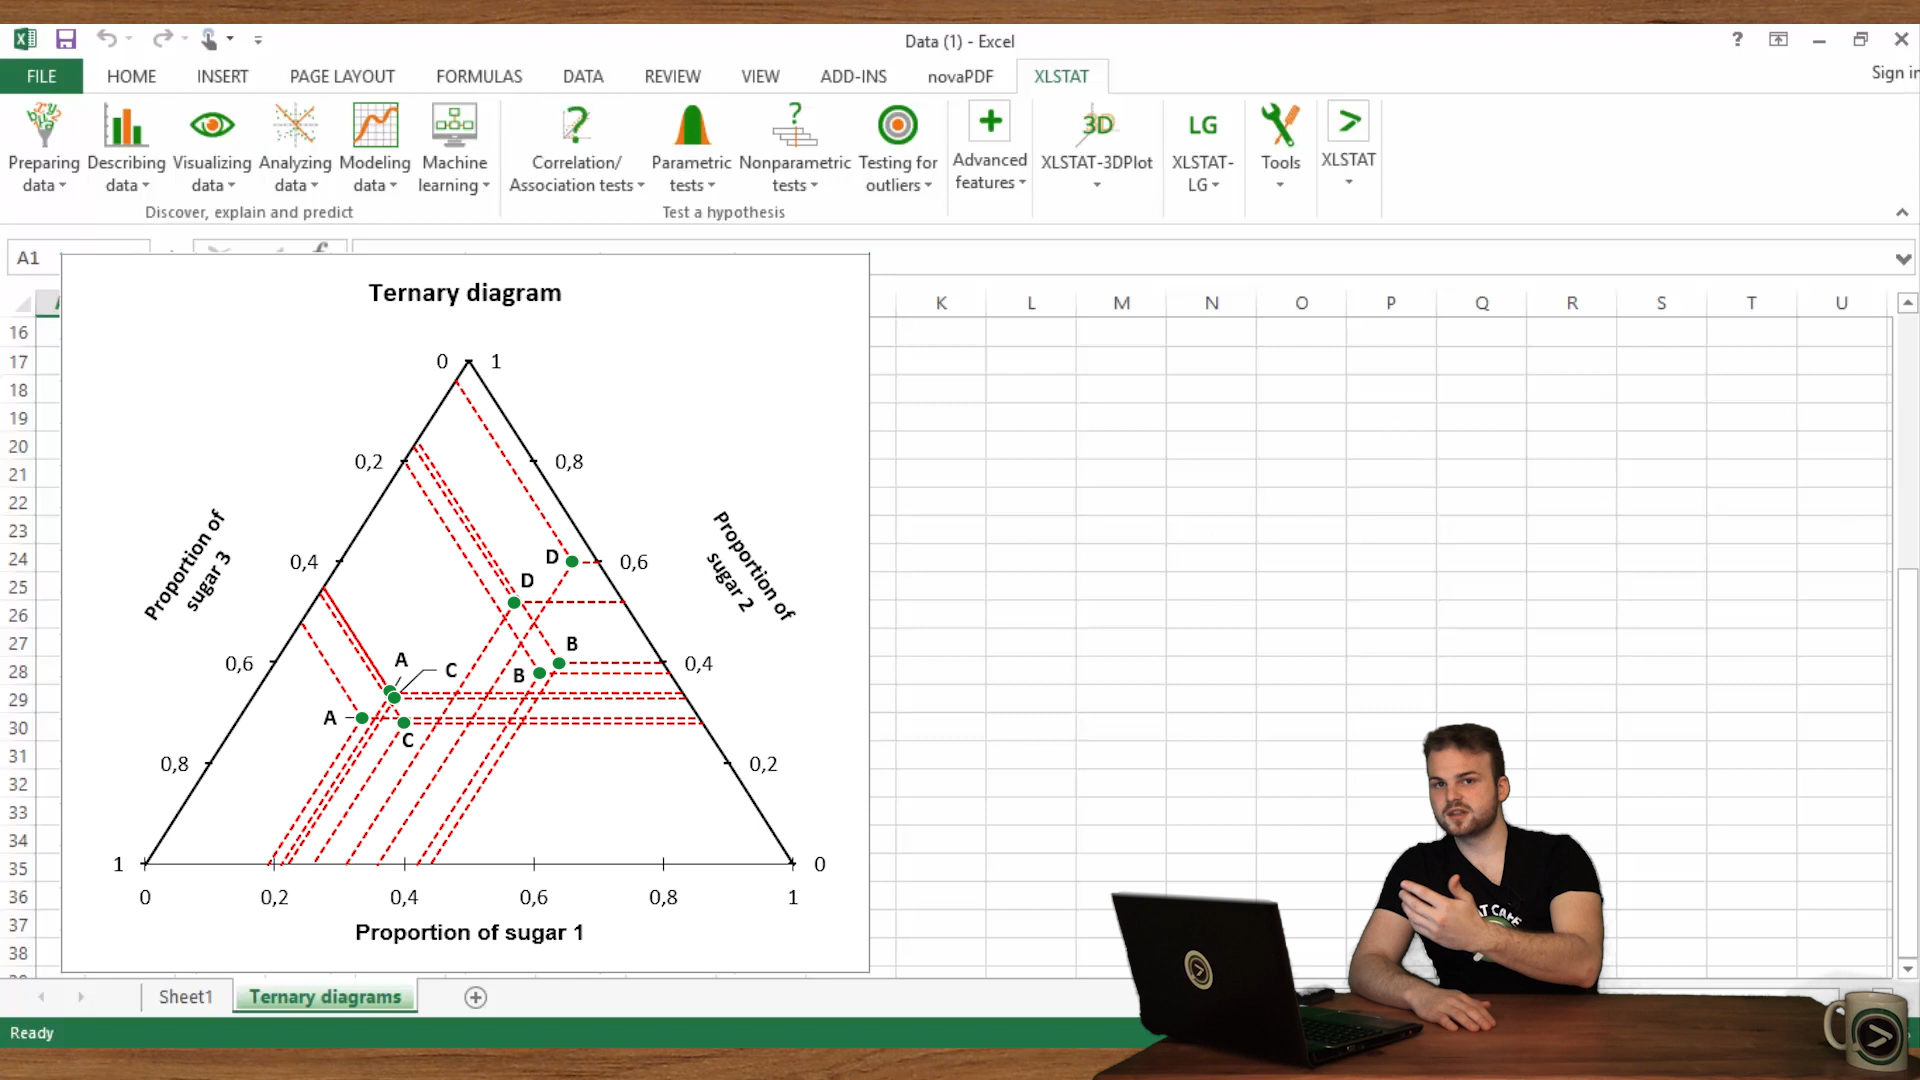 Data (1) - Excel
?
FILE HOME INSERT PAGE LAYOUT FORMULAS DATA REVIEW VIEW ADD-INS novaPDF XLSTAT Sign in
Preparing data
Describing data
Visualizing data
Analyzing data
Modeling data
Machine learning
Correlation/ Association tests
Parametric tests
Nonparametric tests
Testing for outliers
Advanced features
3D
XLSTAT-3DPlot
LG
XLSTAT-LG
Tools
XLSTAT
Discover, explain and predict
Test a hypothesis
A1
K L M N O P Q R S T U
16
17
18
19
20
21
22
23
24
25
26
27
28
29
30
31
32
33
34
35
36
37
38
Ternary diagram
0 1
0,2 0,8
0,4 0,6
0,6 0,4
0,8 0,2
1 0
0 0,2 0,4 0,6 0,8 1
Proportion of
sugar 3
Proportion of
sugar 2
D
D
B
A
C
B
A
C
Proportion of sugar 1
Sheet1 Ternary diagrams
Ready